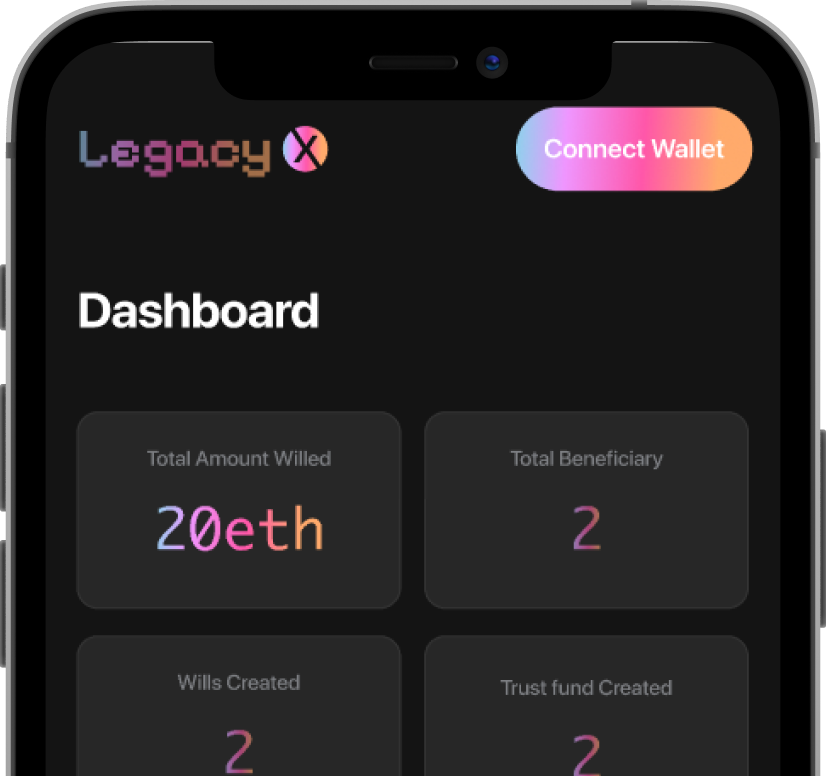 Legacy X
Connect Wallet
Dashboard
Total Amount Willed
20eth
Total Beneficiary
2
Wills Created
2
Trust fund Created
2